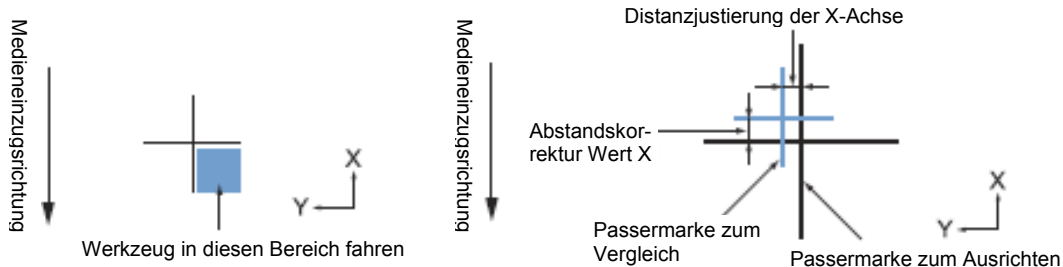 Medieneinzugsrichtung
X
Y
Werkzeug in diesen Bereich fahren
Medieneinzugsrichtung
Distanzjustierung der X-Achse
Abstandskor-
rektur Wert X
X
Y
Passermarke zum
Vergleich
Passermarke zum Ausrichten